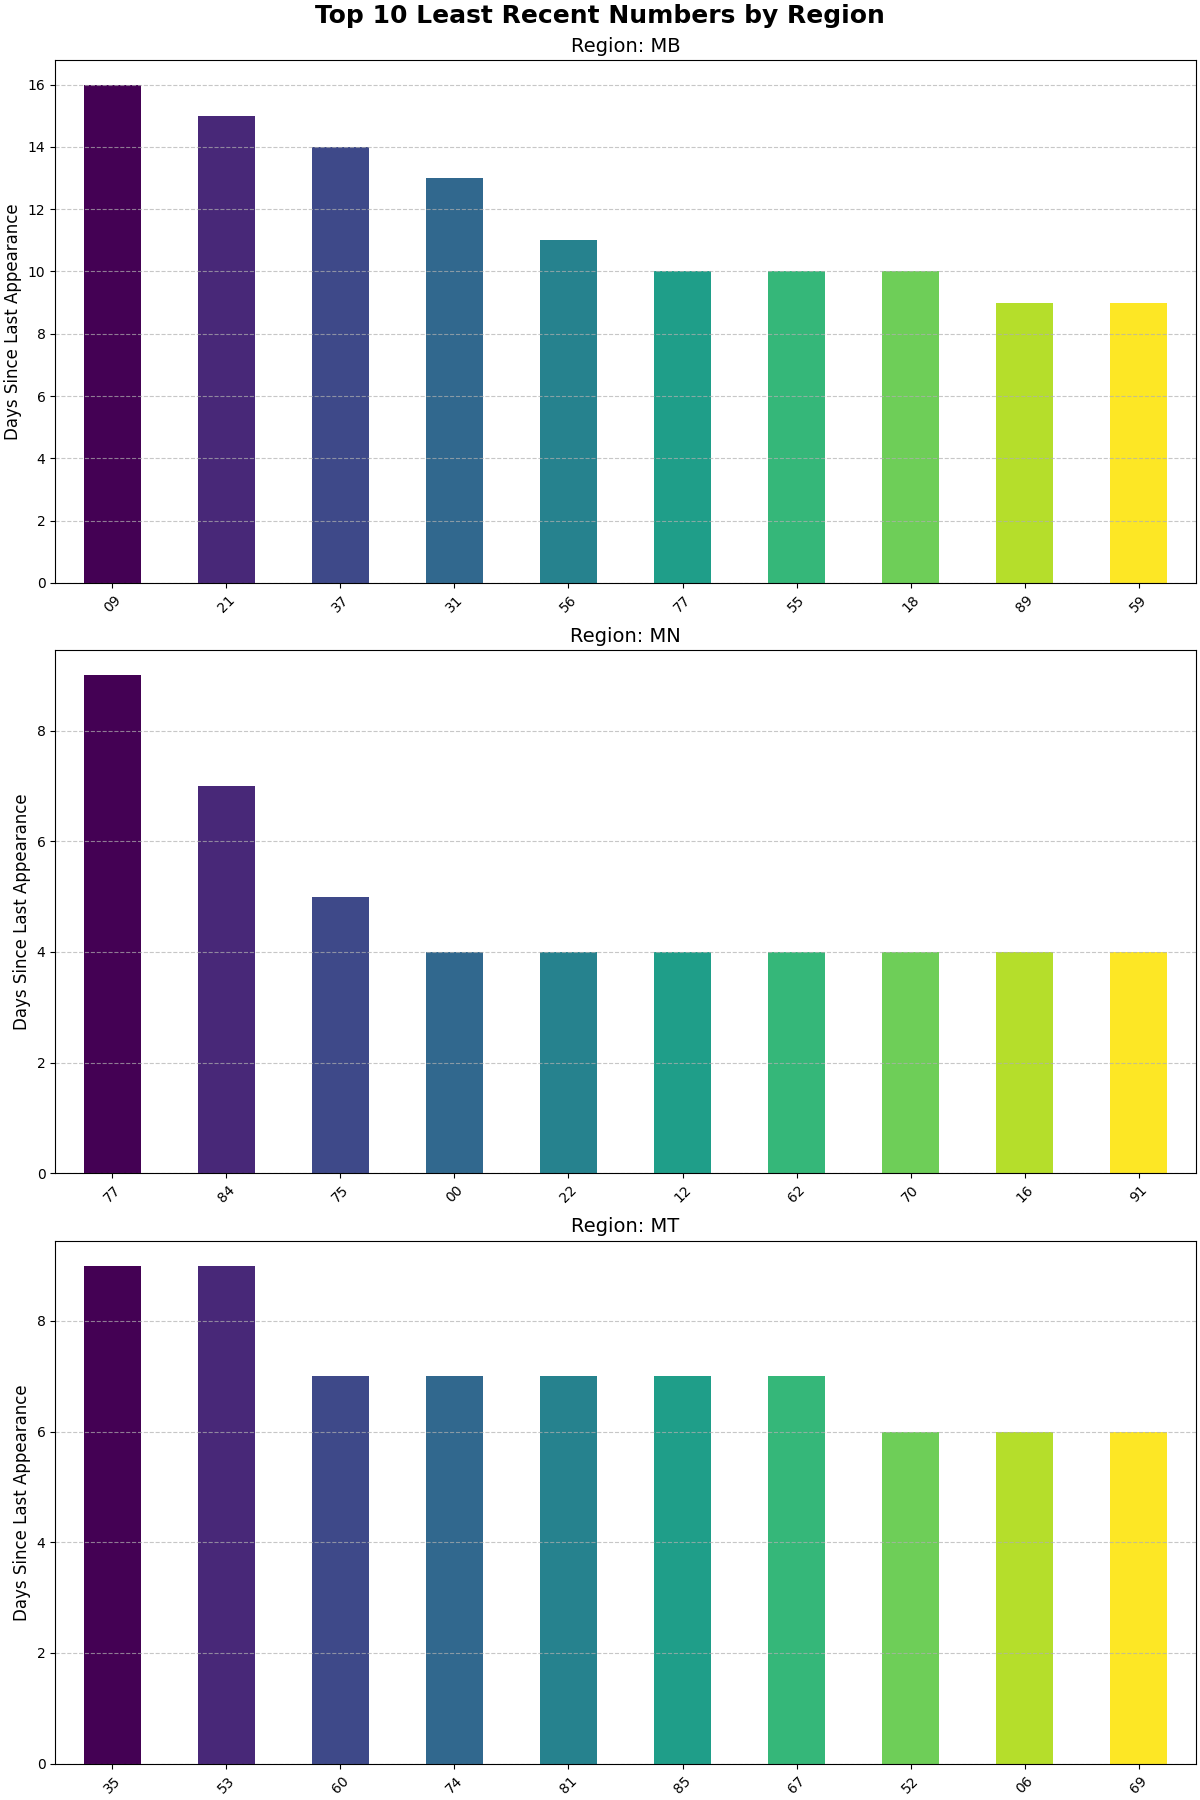 Top 10 Least Recent Numbers by Region
Region: MB
Days Since Last Appearance
16
14
12
10
8
6
4
2
0
09 21 37 31 56 77 55 18 89 59
Region: MN
Days Since Last Appearance
8
6
4
2
0
77 84 75 00 22 12 62 70 16 91
Region: MT
Days Since Last Appearance
8
6
4
2
0
35 53 60 74 81 85 67 52 06 69